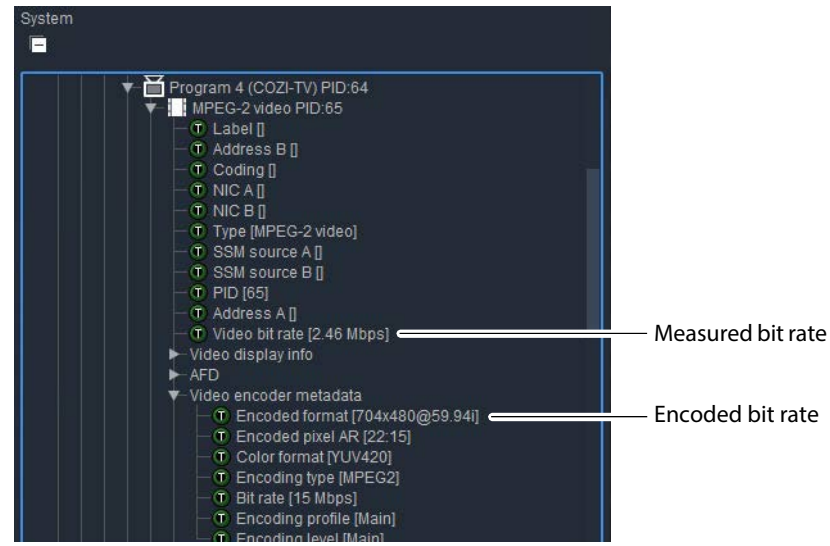 System
Program 4 (COZI-TV) PID:64
MPEG-2 video PID:65
Label []
Address B []
Coding []
NIC A []
NIC B []
Type [MPEG-2 video]
SSM source A []
SSM source B []
PID [65]
Address A []
Video bit rate [2.46 Mbps]
Measured bit rate
Video display info
AFD
Video encoder metadata
Encoded format [704x480@59.94i]
Encoded bit rate
Encoded pixel AR [22:15]
Color format [YUV420]
Encoding type [MPEG2]
Bit rate [15 Mbps]
Encoding profile [Main]
Encoding level [Main]